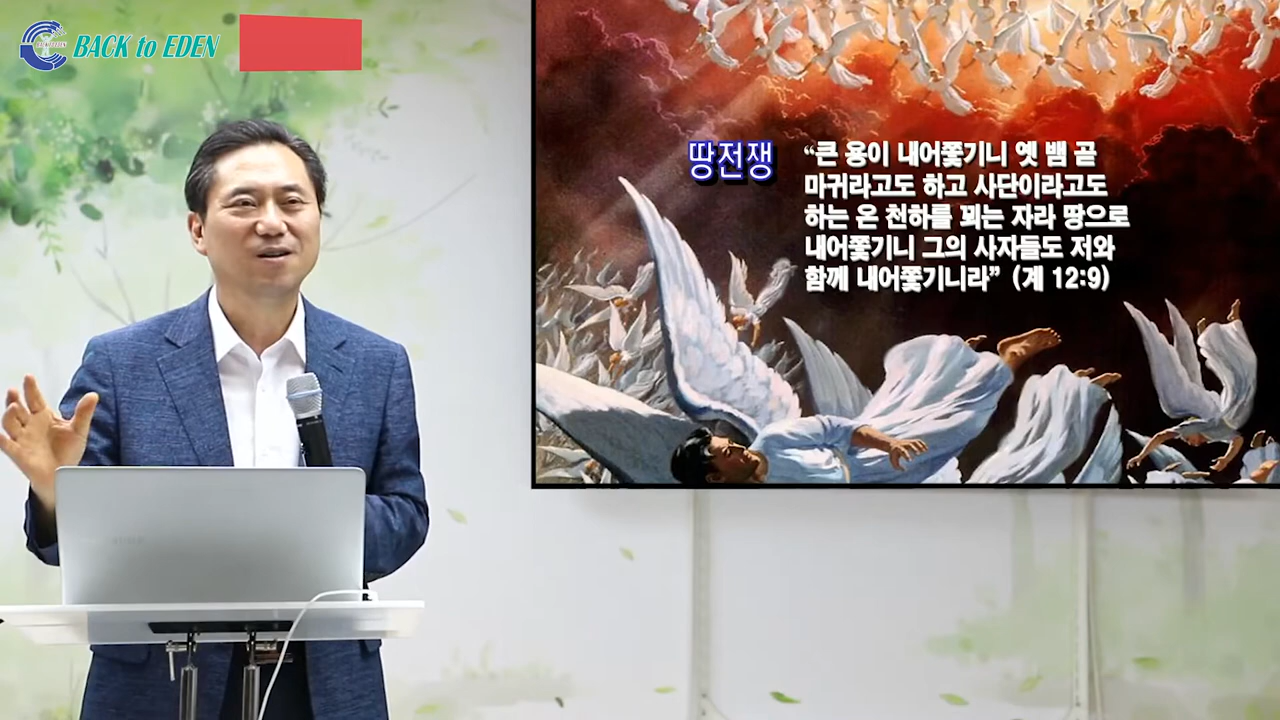 BACK to EDEN
땅전쟁
“큰 용이 내어쫓기니 옛 뱀 곧
마귀라고도 하고 사단이라고도
하는 온 천하를 꾀는 자라 땅으로
내어쫓기니 그의 사자들도 저와
함께 내어쫓기니라” (계 12:9)